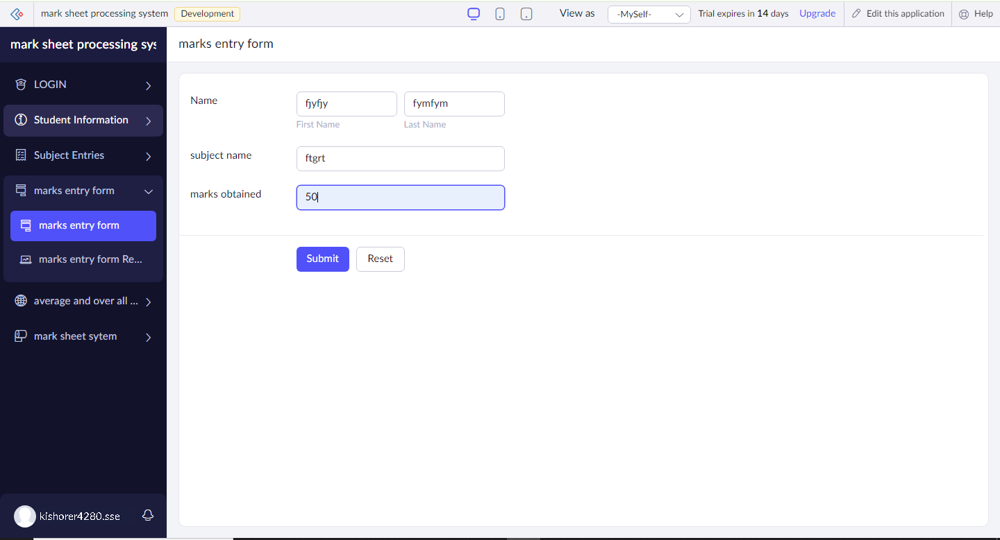 mark sheet processing system Development View as -MySelf- Trial expires in 14 days Upgrade Edit this application Help
mark sheet processing sys
marks entry form
LOGIN
Student Information
Subject Entries
marks entry form
marks entry form
marks entry form Re...
average and over all ...
mark sheet sytem
kishorer4280.sse
Name fjyfjy fymfym
First Name Last Name
subject name ftgrt
marks obtained 50
Submit Reset